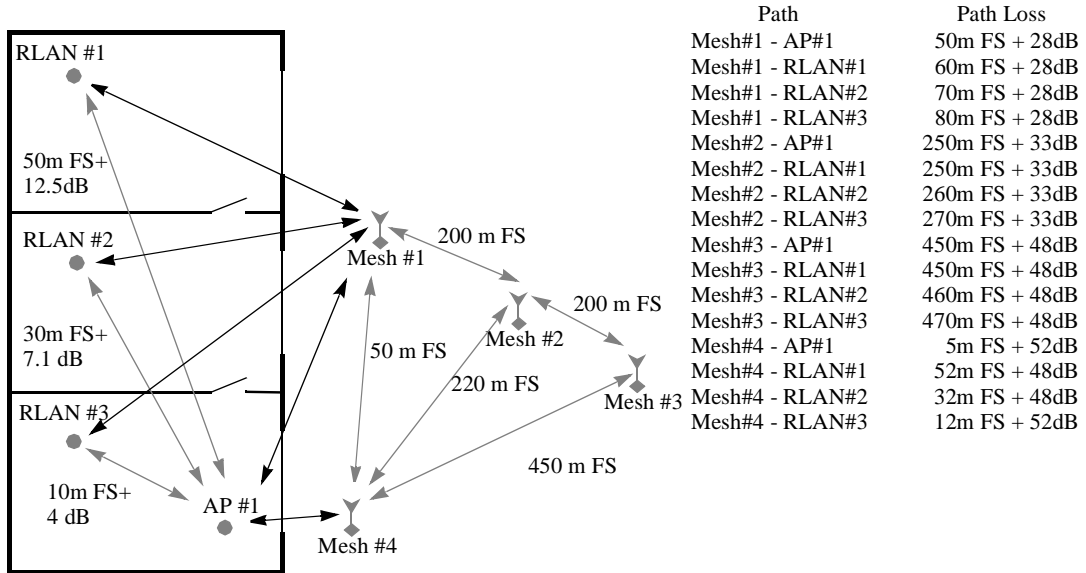 RLAN #1
50m FS+
12.5dB
RLAN #2
30m FS+
7.1 dB
RLAN #3
10m FS+
4 dB
AP #1
Mesh #1
200 m FS
Mesh #2
200 m FS
50 m FS
220 m FS
Mesh #3
450 m FS
Mesh #4
Path Path Loss
Mesh#1 - AP#1 50m FS + 28dB
Mesh#1 - RLAN#1 60m FS + 28dB
Mesh#1 - RLAN#2 70m FS + 28dB
Mesh#1 - RLAN#3 80m FS + 28dB
Mesh#2 - AP#1 250m FS + 33dB
Mesh#2 - RLAN#1 250m FS + 33dB
Mesh#2 - RLAN#2 260m FS + 33dB
Mesh#2 - RLAN#3 270m FS + 33dB
Mesh#3 - AP#1 450m FS + 48dB
Mesh#3 - RLAN#1 450m FS + 48dB
Mesh#3 - RLAN#2 460m FS + 48dB
Mesh#3 - RLAN#3 470m FS + 48dB
Mesh#4 - AP#1 5m FS + 52dB
Mesh#4 - RLAN#1 52m FS + 48dB
Mesh#4 - RLAN#2 32m FS + 48dB
Mesh#4 - RLAN#3 12m FS + 52dB